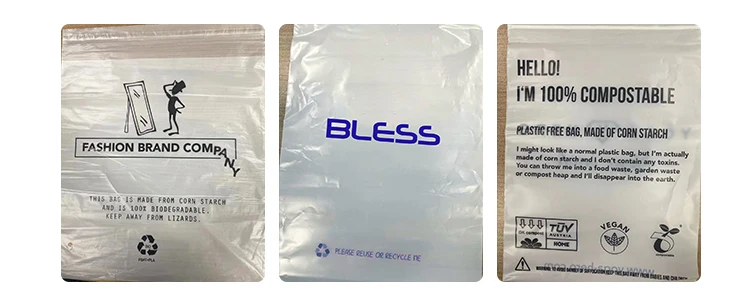 FASHION BRAND COMPANY
THIS BAG IS MADE FROM CORN STARCH
AND IS 100% BIODEGRADABLE.
KEEP AWAY FROM LIZARDS.
BLESS
PLEASE REUSE OR RECYCLE ME
HELLO!
I'M 100% COMPOSTABLE
PLASTIC FREE BAG, MADE OF CORN STARCH
I might look like a normal plastic bag, but I'm actually
made of corn starch and I don't contain any toxins.
You can throw me into a food waste, garden waste
or compost heap and I'll disappear into the earth.
OK compost
TÜV
AUSTRIA
HOME
VEGAN